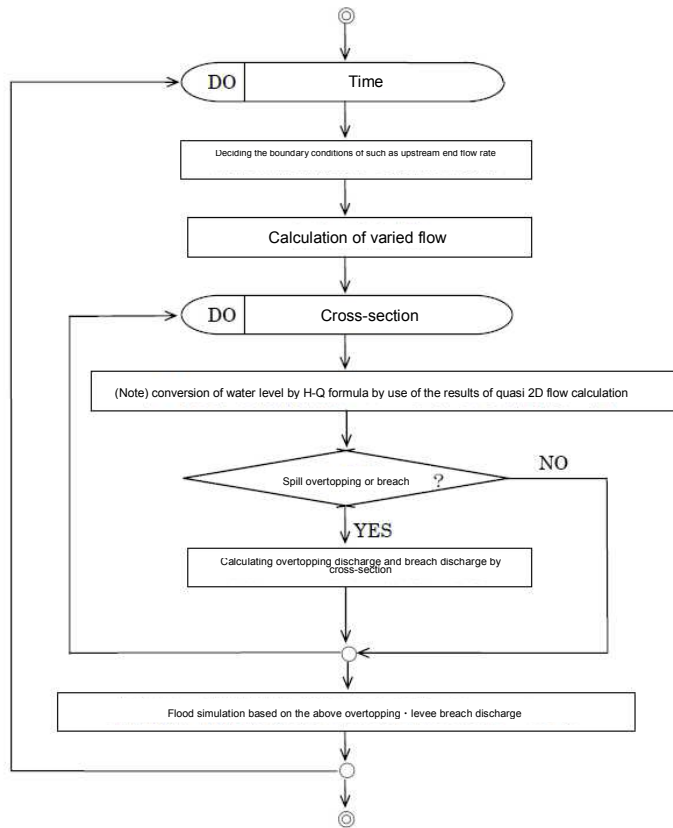 DO Time
Deciding the boundary conditions of such as upstream end flow rate
Calculation of varied flow
DO Cross-section
(Note) conversion of water level by H-Q formula by use of the results of quasi 2D flow calculation
Spill overtopping or breach ?
NO
YES
Calculating overtopping discharge and breach discharge by
cross-section
Flood simulation based on the above overtopping・levee breach discharge